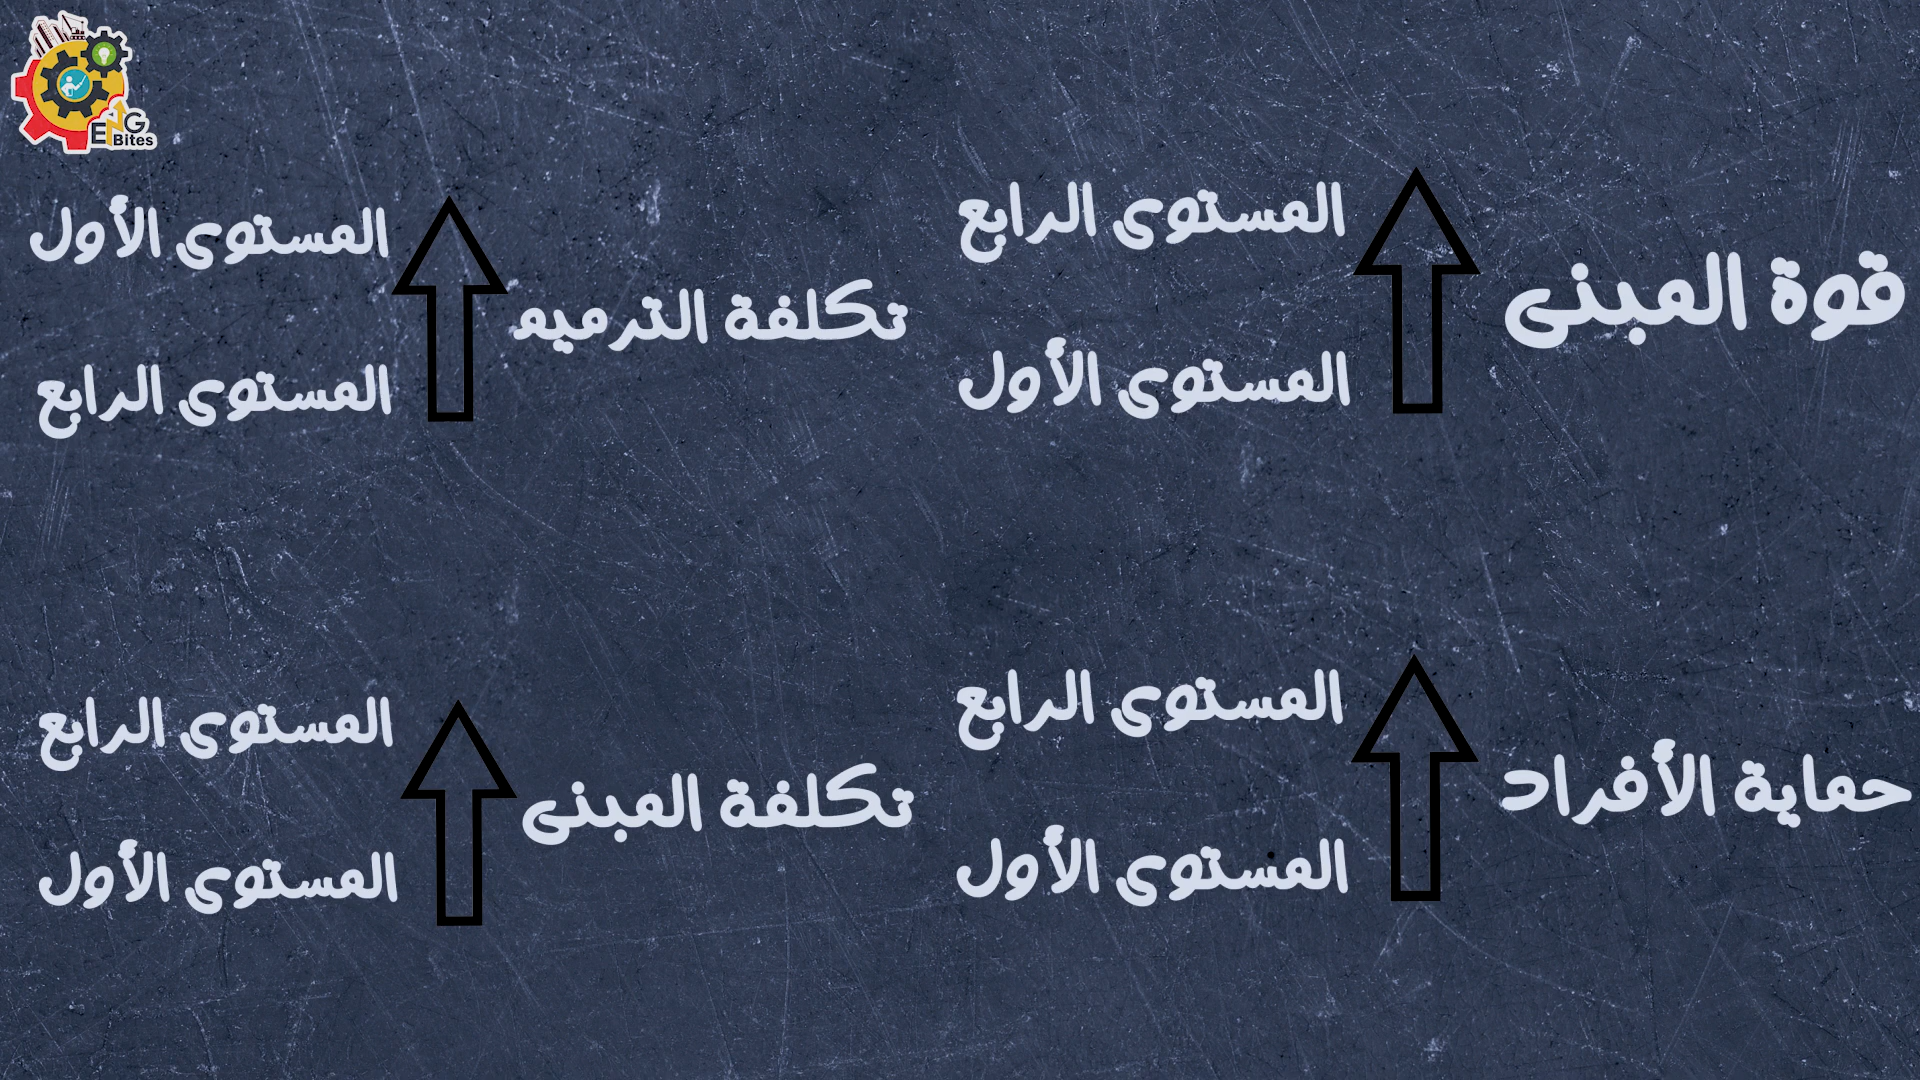 ENG
Bites
قوة المبنى
المستوى الرابع
المستوى الأول
تكلفة الترميم
المستوى الأول
المستوى الرابع
حماية الأفراد
المستوى الرابع
المستوى الأول
تكلفة المبنى
المستوى الرابع
المستوى الأول